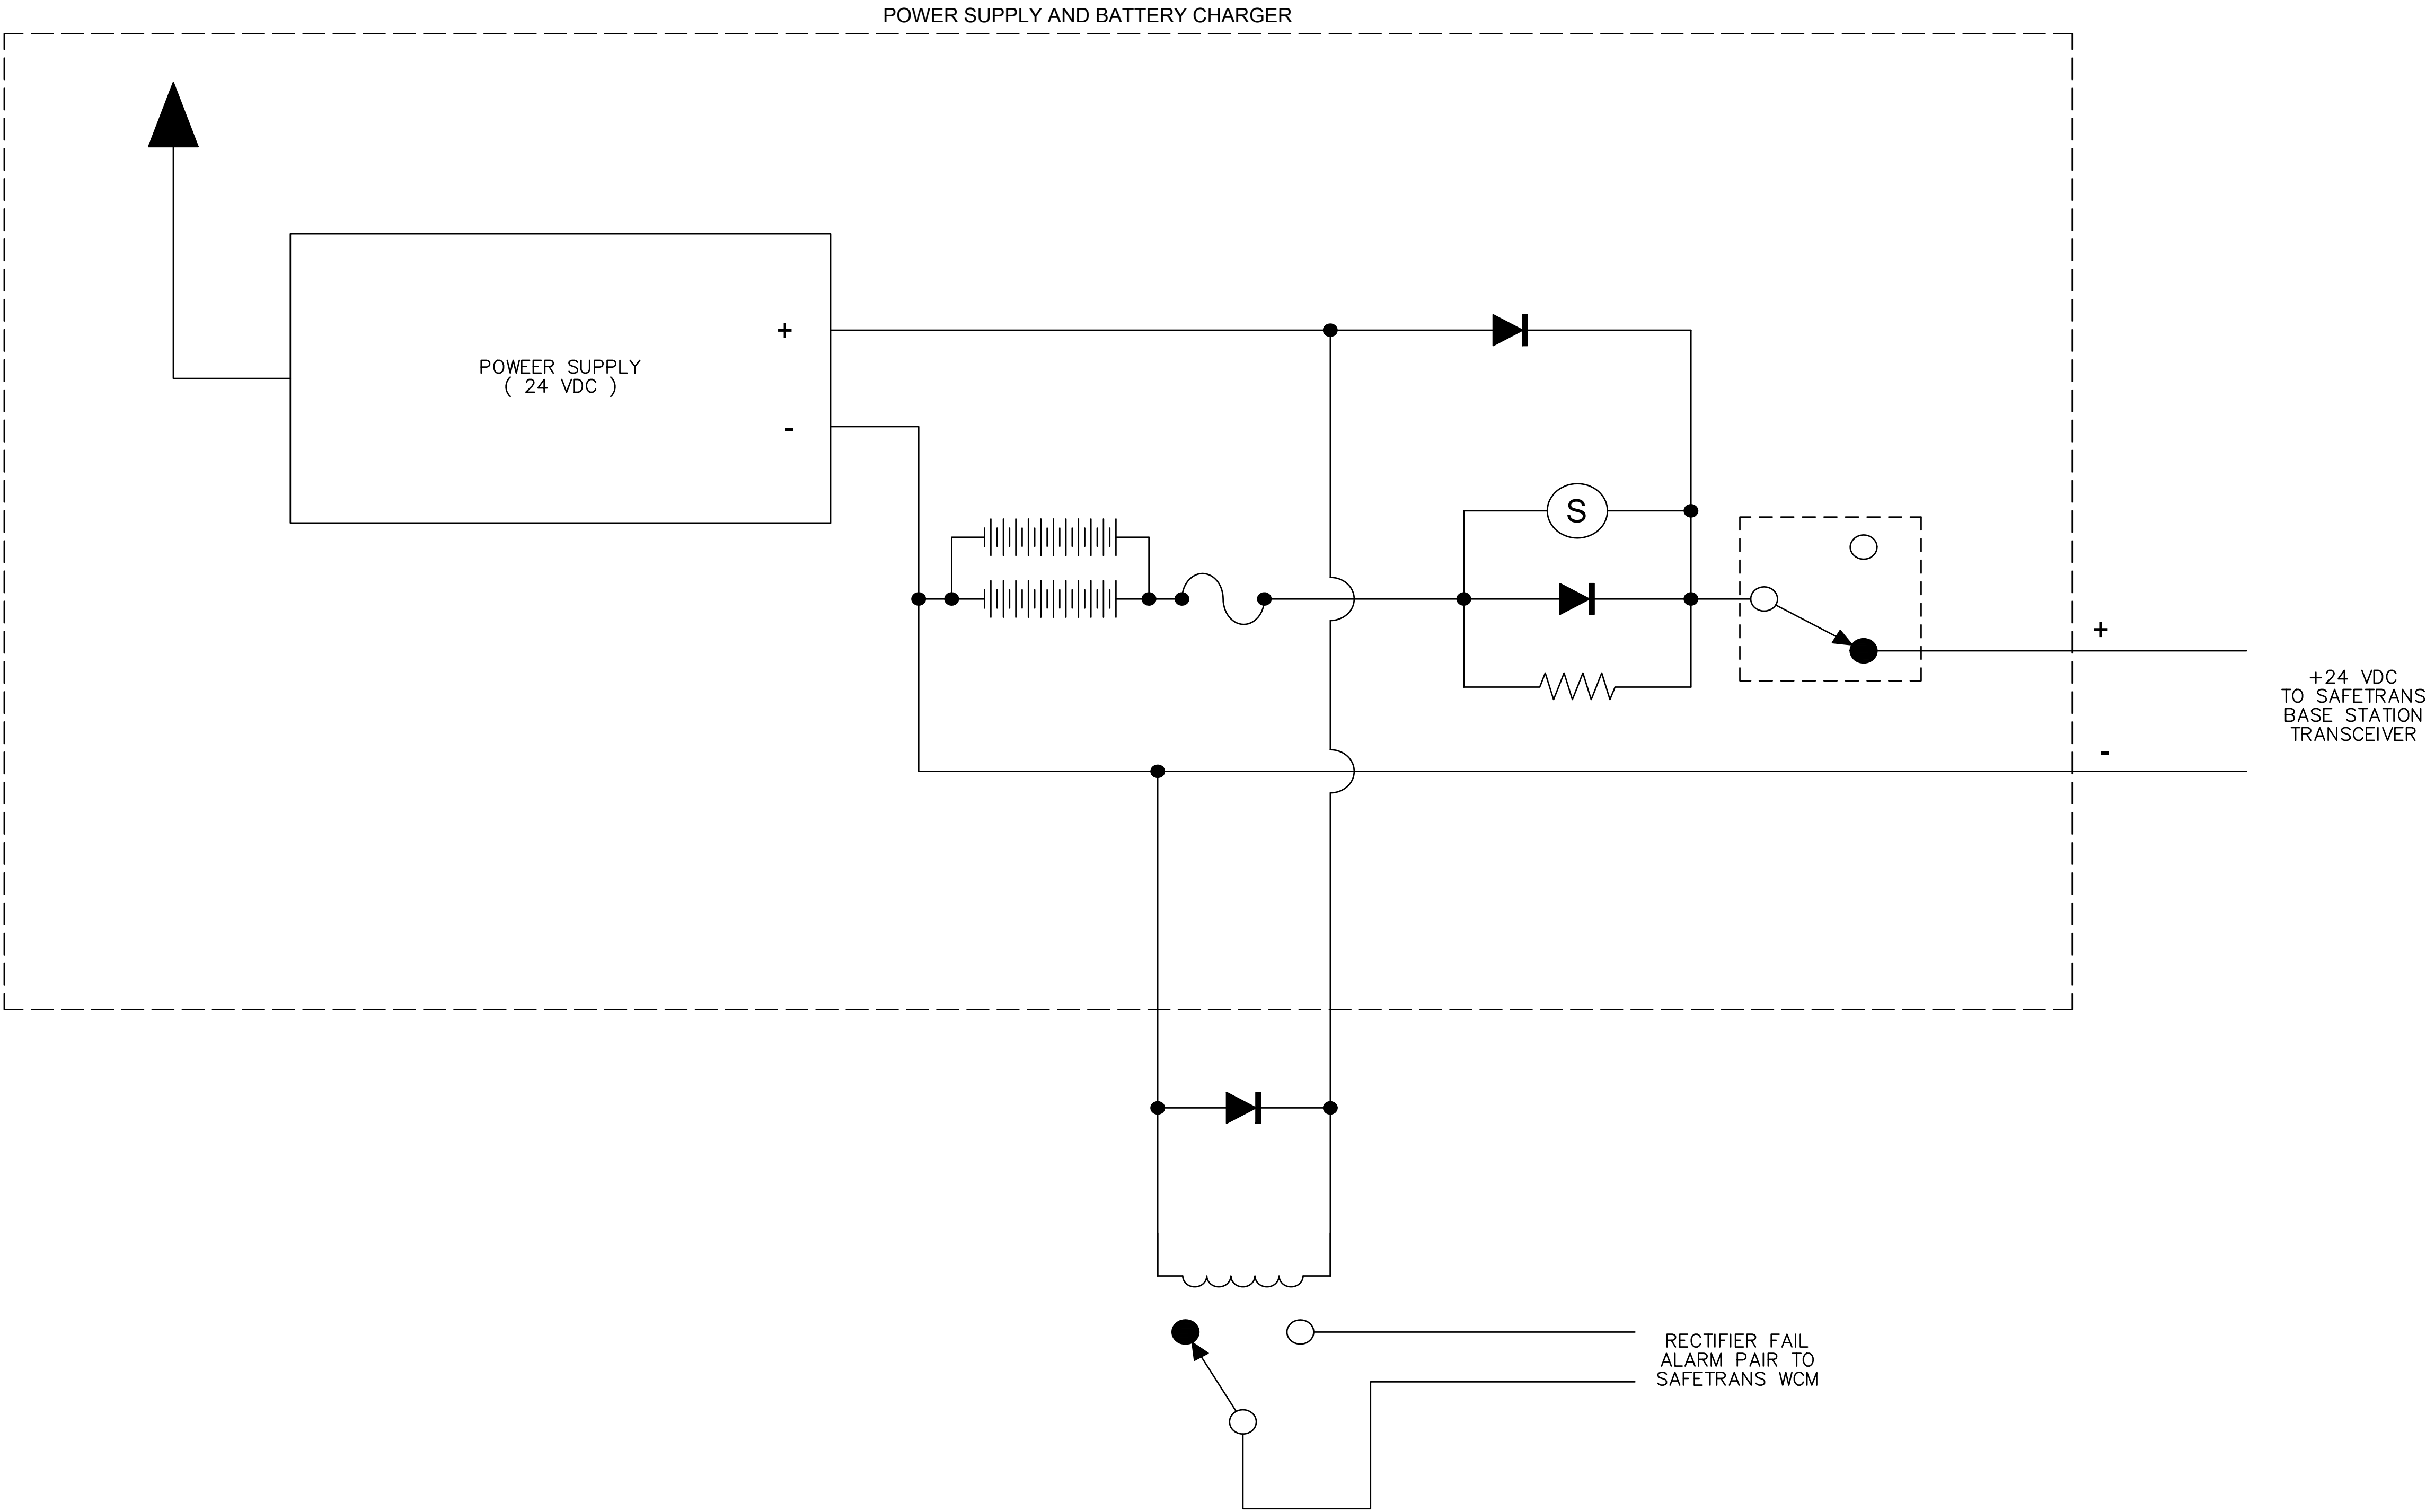 POWER SUPPLY AND BATTERY CHARGER
+
POWEER SUPPLY
( 24 VDC )
-
S
+
+24 VDC
TO SAFETRANS
BASE STATION
TRANSCEIVER
-
RECTIFIER FAIL
ALARM PAIR TO
SAFETRANS WCM